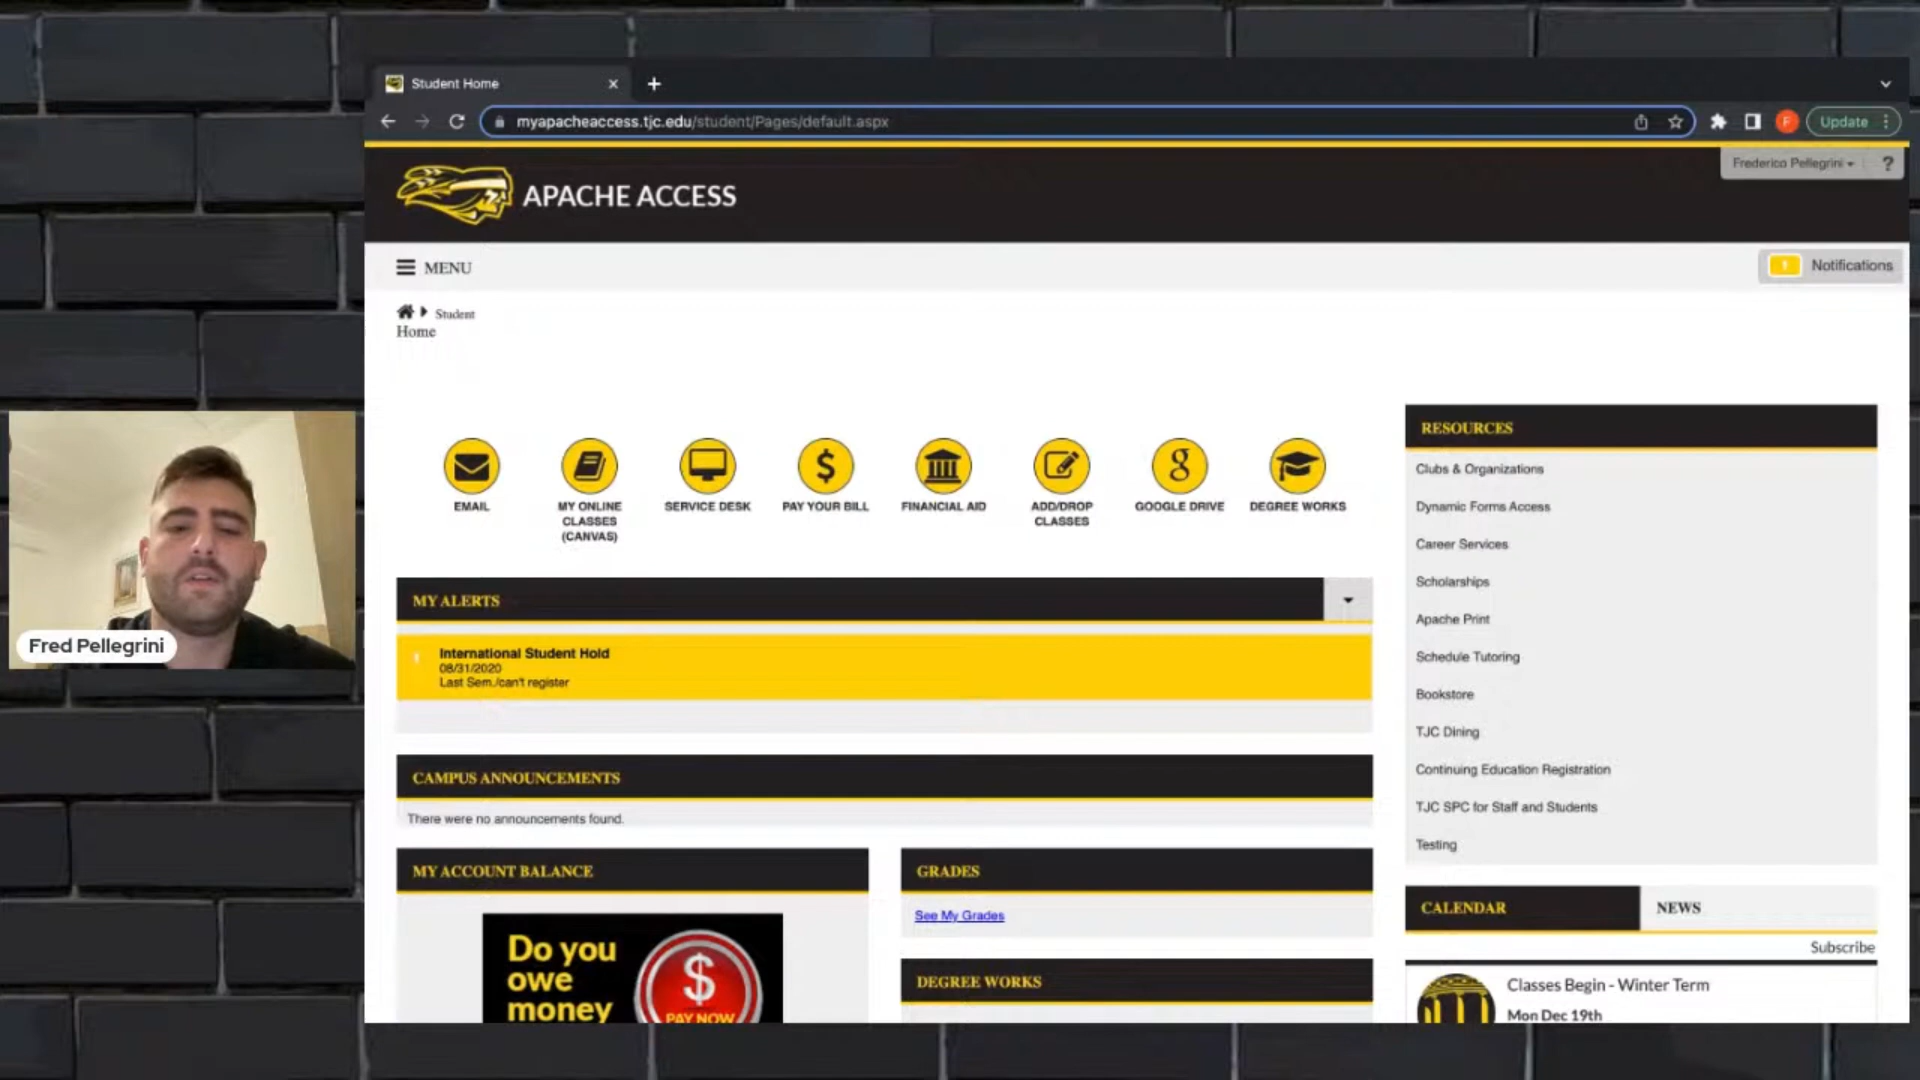 Student Home
myapacheaccess.tjc.edu/student/Pages/default.aspx
F
Update
Frederico Pellegrini
?
APACHE ACCESS
MENU
Notifications
Student
Home
EMAIL
MY ONLINE
CLASSES
(CANVAS)
SERVICE DESK
PAY YOUR BILL
FINANCIAL AID
ADD/DROP
CLASSES
GOOGLE DRIVE
DEGREE WORKS
MY ALERTS
International Student Hold
08/31/2020
Last Sem./can't register
CAMPUS ANNOUNCEMENTS
There were no announcements found.
MY ACCOUNT BALANCE
Do you
owe
money
$
PAY NOW
GRADES
See My Grades
DEGREE WORKS
RESOURCES
Clubs & Organizations
Dynamic Forms Access
Career Services
Scholarships
Apache Print
Schedule Tutoring
Bookstore
TJC Dining
Continuing Education Registration
TJC SPC for Staff and Students
Testing
CALENDAR
NEWS
Subscribe
Classes Begin - Winter Term
Mon Dec 19th
Fred Pellegrini